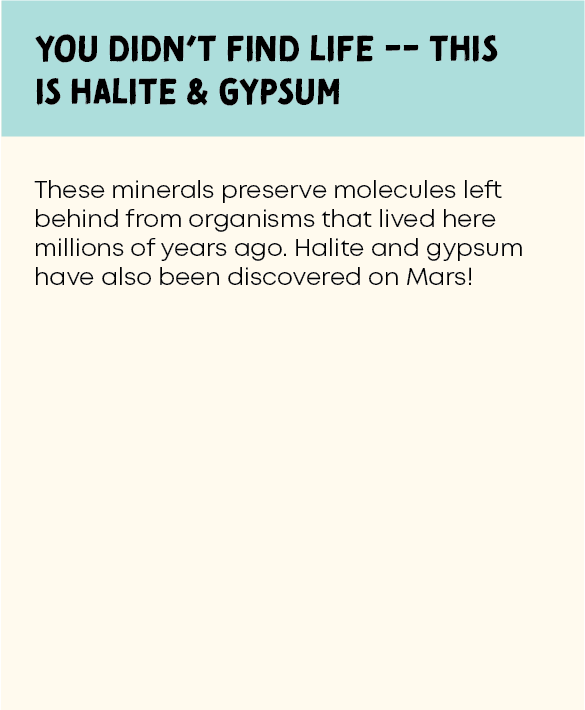 YOU DIDN'T FIND LIFE -- THIS
IS HALITE & GYPSUM
These minerals preserve molecules left
behind from organisms that lived here
millions of years ago. Halite and gypsum
have also been discovered on Mars!